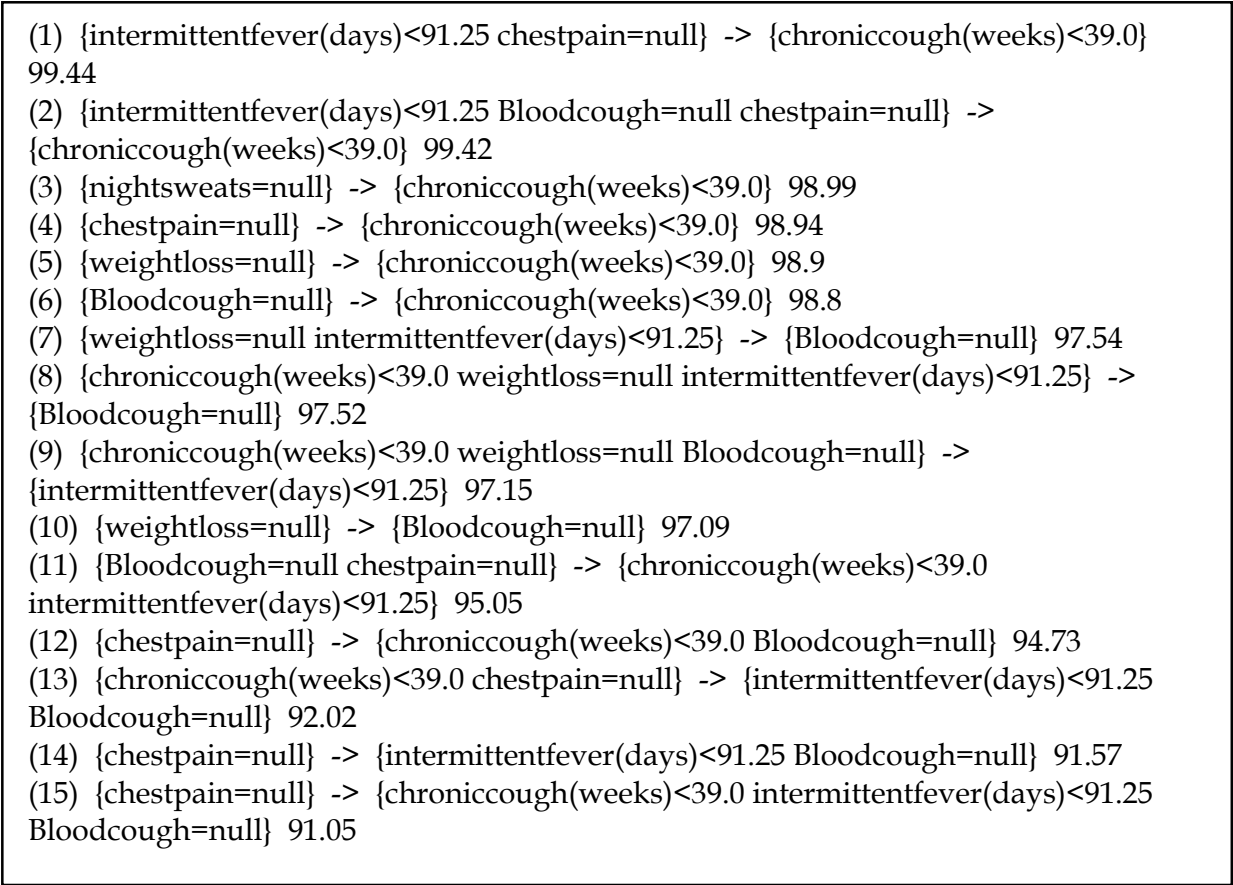 (1) {intermittentfever(days)<91.25 chestpain=null} -> {chroniccough(weeks)<39.0}
99.44
(2) {intermittentfever(days)<91.25 Bloodcough=null chestpain=null} ->
{chroniccough(weeks)<39.0} 99.42
(3) {nightsweats=null} -> {chroniccough(weeks)<39.0} 98.99
(4) {chestpain=null} -> {chroniccough(weeks)<39.0} 98.94
(5) {weightloss=null} -> {chroniccough(weeks)<39.0} 98.9
(6) {Bloodcough=null} -> {chroniccough(weeks)<39.0} 98.8
(7) {weightloss=null intermittentfever(days)<91.25} -> {Bloodcough=null} 97.54
(8) {chroniccough(weeks)<39.0 weightloss=null intermittentfever(days)<91.25} ->
{Bloodcough=null} 97.52
(9) {chroniccough(weeks)<39.0 weightloss=null Bloodcough=null} ->
{intermittentfever(days)<91.25} 97.15
(10) {weightloss=null} -> {Bloodcough=null} 97.09
(11) {Bloodcough=null chestpain=null} -> {chroniccough(weeks)<39.0
intermittentfever(days)<91.25} 95.05
(12) {chestpain=null} -> {chroniccough(weeks)<39.0 Bloodcough=null} 94.73
(13) {chroniccough(weeks)<39.0 chestpain=null} -> {intermittentfever(days)<91.25
Bloodcough=null} 92.02
(14) {chestpain=null} -> {intermittentfever(days)<91.25 Bloodcough=null} 91.57
(15) {chestpain=null} -> {chroniccough(weeks)<39.0 intermittentfever(days)<91.25
Bloodcough=null} 91.05